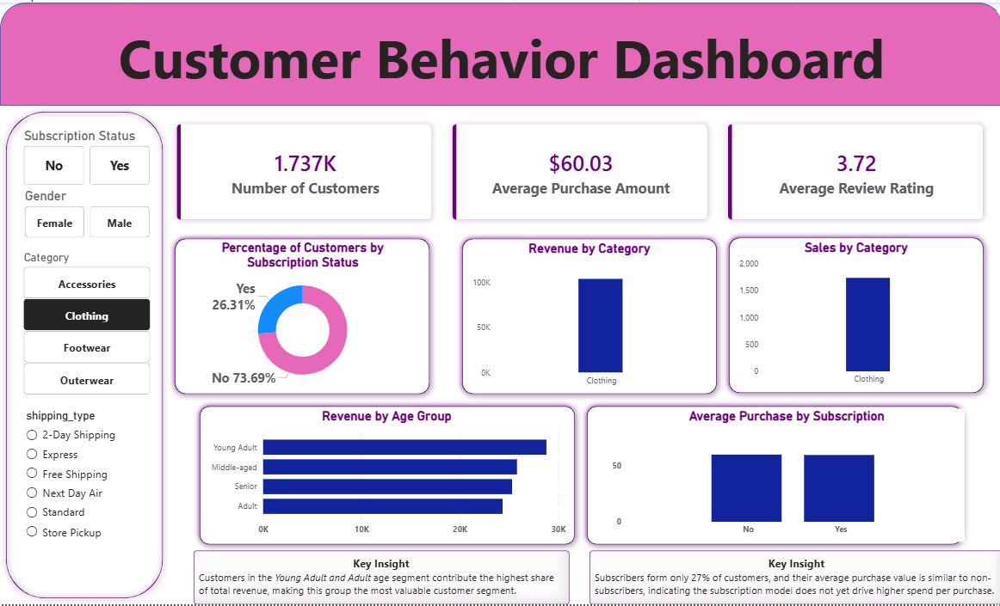 Customer Behavior Dashboard
Subscription Status
No
Yes
Gender
Female
Male
Category
Accessories
Clothing
Footwear
Outerwear
shipping_type
2-Day Shipping
Express
Free Shipping
Next Day Air
Standard
Store Pickup
1.737K
Number of Customers
$60.03
Average Purchase Amount
3.72
Average Review Rating
Percentage of Customers by
Subscription Status
Yes
26.31%
No 73.69%
Revenue by Category
100K
50K
0K
Clothing
Sales by Category
2,000
1,500
1,000
500
0
Clothing
Revenue by Age Group
Young Adult
Middle-aged
Senior
Adult
0K
10K
20K
30K
Average Purchase by Subscription
50
0
No
Yes
Key Insight
Customers in the Young Adult and Adult age segment contribute the highest share
of total revenue, making this group the most valuable customer segment.
Key Insight
Subscribers form only 27% of customers, and their average purchase value is similar to non-
subscribers, indicating the subscription model does not yet drive higher spend per purchase.